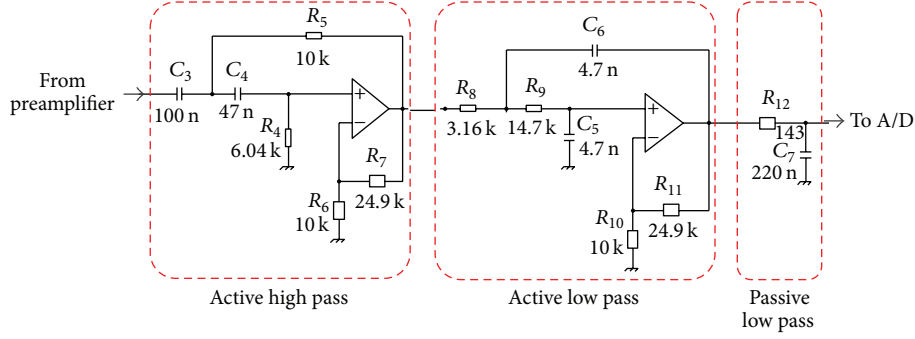 From
preamplifier
C3
100 n
C4
47 n
R5
10 k
R4
6.04 k
+
−
R7
24.9 k
R6
10 k
Active high pass
R8
3.16 k
R9
14.7 k
C6
4.7 n
C5
4.7 n
+
−
R11
24.9 k
R10
10 k
Active low pass
R12
143
C7
220 n
To A/D
Passive
low pass